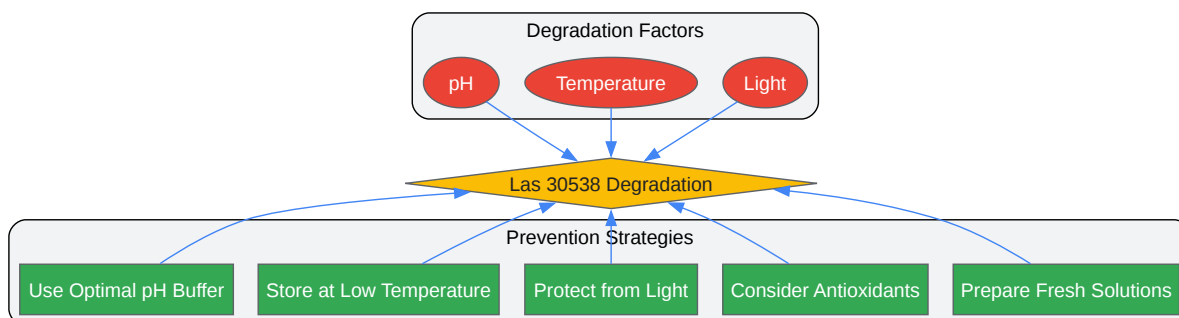 Degradation Factors
pH
Temperature
Light
Las 30538 Degradation
Prevention Strategies
Use Optimal pH Buffer
Store at Low Temperature
Protect from Light
Consider Antioxidants
Prepare Fresh Solutions